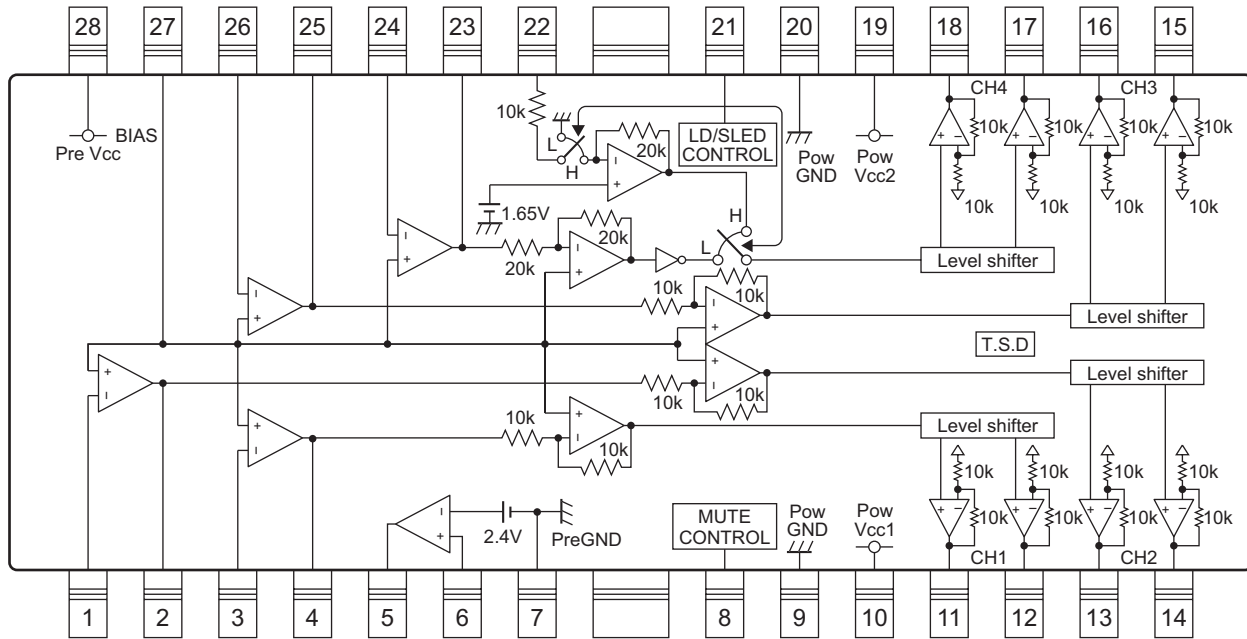 28 27 26 25 24 23 22 21 20 19 18 17 16 15
CH4 CH3
10k 10k 10k 10k 10k
BIAS
Pre Vcc
L
H
20k
LD/SLED
CONTROL
Pow
GND
Pow
Vcc2
− +
10k 10k 10k 10k
1.65V
H
L
20k
20k
Level shifter
10k
10k
Level shifter
T.S.D
Level shifter
10k
10k
10k
10k
Level shifter
10k 10k 10k 10k
2.4V
PreGND
MUTE
CONTROL
Pow
GND
Pow
Vcc1
10k 10k 10k 10k
CH1 CH2
1 2 3 4 5 6 7 8 9 10 11 12 13 14